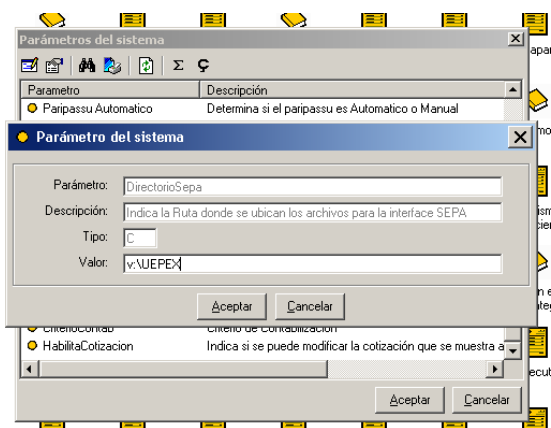 Parámetros del sistema
Σ Ç
Parametro Descripción
Paripassu Automatico Determina si el paripassu es Automatico o Manual
Parámetro del sistema
Parámetro: DirectorioSepa
Descripción: Indica la Ruta donde se ubican los archivos para la interface SEPA
Tipo: C
Valor: v:\UEPEX
Aceptar Cancelar
CriterioContab Criterio de Contabilización
HabilitaCotizacion Indica si se puede modificar la cotización que se muestra a
Aceptar Cancelar